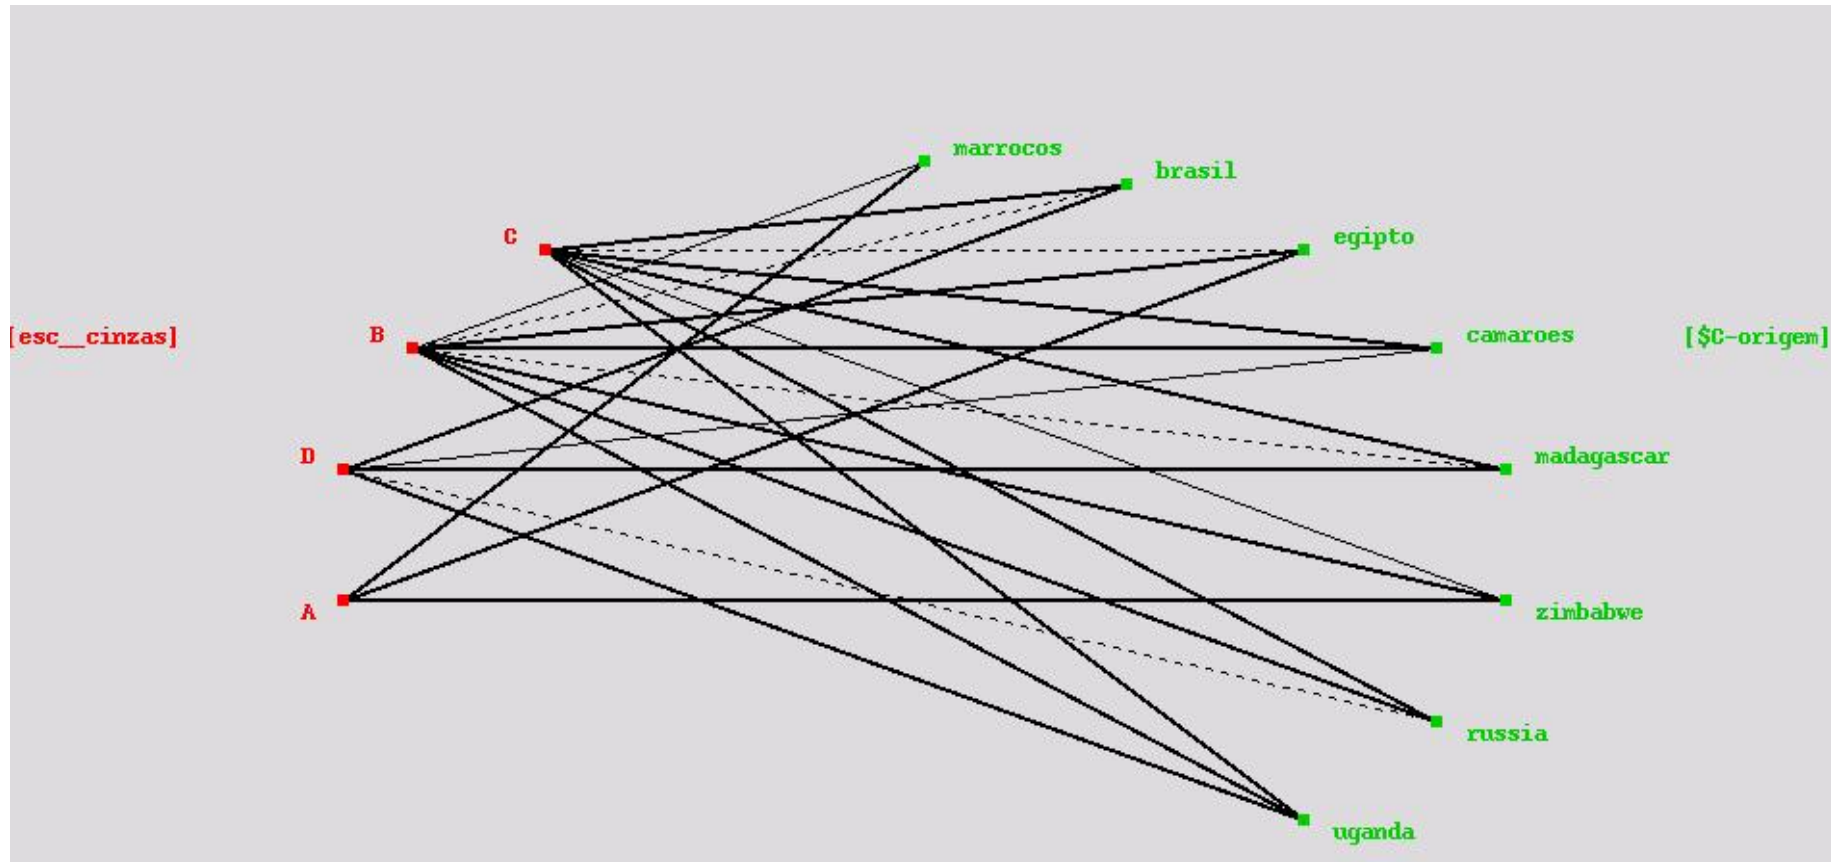 marrocos
brasil
C
egipto
[esc__cinzas]
B
camaroes
[$C-origem]
D
madagascar
A
zimbabwe
russia
uganda